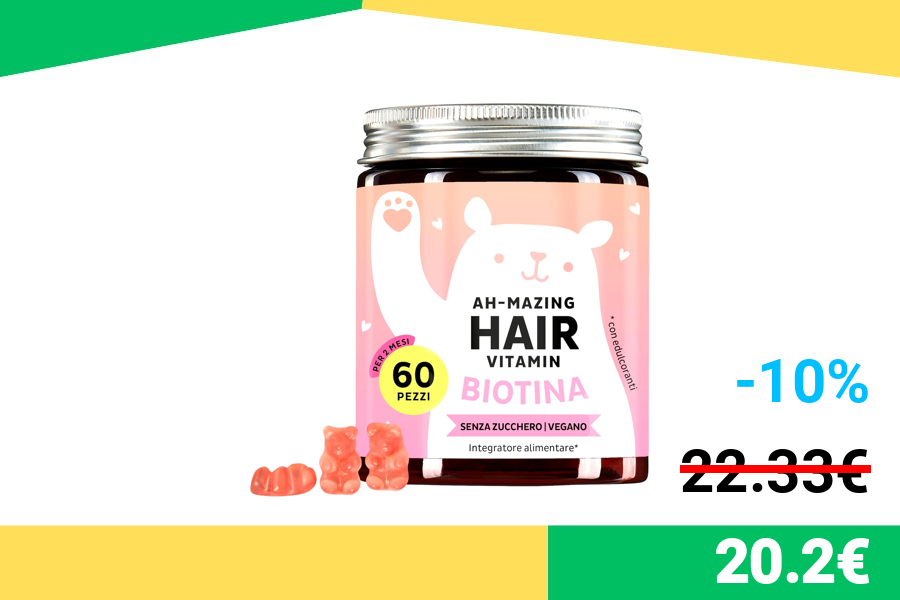 AH-MAZING
HAIR
VITAMIN
BIOTINA
PER 2 MESI
60
PEZZI
SENZA ZUCCHERO | VEGANO
Integratore alimentare*
* con edulcoranti
-10%
22.33€
20.2€